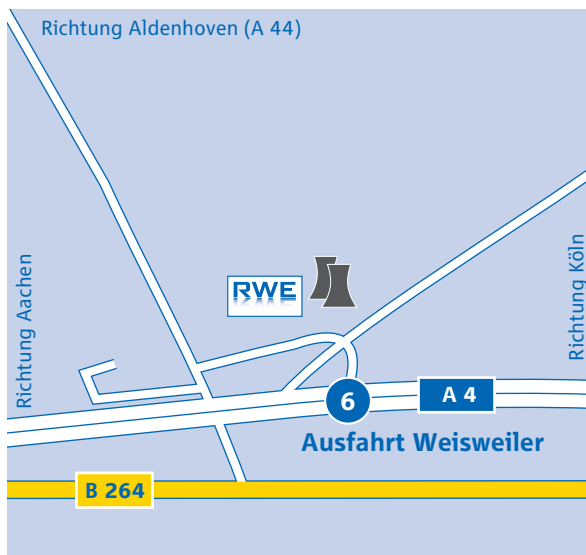 Richtung Aldenhoven (A 44)
Richtung Aachen
RWE
Richtung Köln
6
A 4
Ausfahrt Weisweiler
B 264